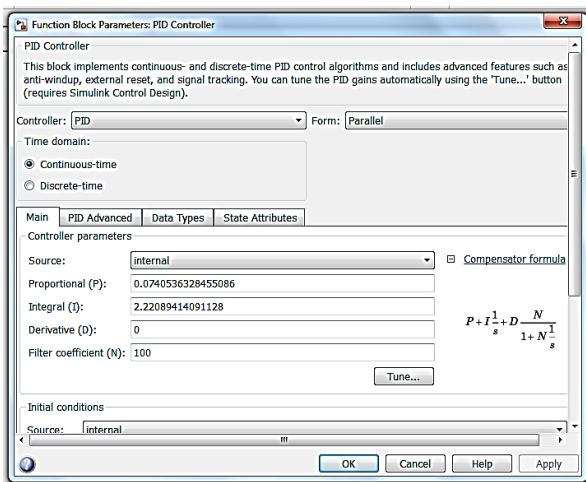 Function Block Parameters: PID Controller
PID Controller
This block implements continuous- and discrete-time PID control algorithms and includes advanced features such as
anti-windup, external reset, and signal tracking. You can tune the PID gains automatically using the 'Tune...' button
(requires Simulink Control Design).
Controller: PID Form: Parallel
Time domain:
Continuous-time
Discrete-time
Main PID Advanced Data Types State Attributes
Controller parameters
Source: internal Compensator formula
Proportional (P): 0.0740536328455086
Integral (I): 2.22089414091128
Derivative (D): 0
Filter coefficient (N): 100
P+I 1/s + D N/(1+N 1/s)
Tune...
Initial conditions
Source: internal
OK Cancel Help Apply